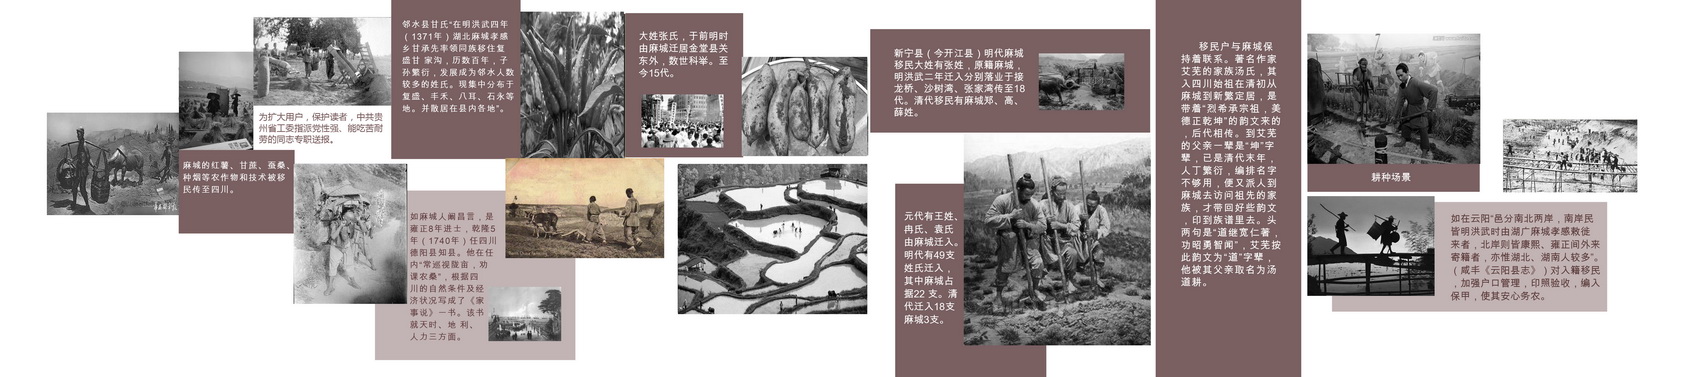 麻城的红薯、甘蔗、蚕桑、
种烟等农作物和技术被移
民传至四川。
为扩大用户，保护读者，中共贵
州省工委指派党性强、能吃苦耐
劳的同志专职送报。
邻水县甘氏“在明洪武四年
（1371年）湖北麻城孝感
乡甘承先率领同族移住复
盛甘 家沟，历数百年，子
孙繁衍，发展成为邻水人数
较多的姓氏。现集中分布于
复盛、丰禾、八耳、石永等
地。并散居在县内各地”。
如麻城人阚昌言，是
雍正8年进士，乾隆5
年（1740年）任四川
德阳县知县。他在任
内“常巡视陇亩，劝
课农桑”，根据四
川的自然条件及经
济状况写成了《家
事说》一书。该书
就天时、地 利、
人力三方面。
大姓张氏，于前明时
由麻城迁居金堂县关
东外，数世科举。至
今15代。
新宁县（今开江县）明代麻城
移民大姓有张姓，原籍麻城，
明洪武二年迁入分别落业于接
龙桥、沙树湾、张家湾传至18
代。清代移民有麻城郑、高、
薛姓。
元代有王姓、
冉氏、袁氏
由麻城迁入。
明代有49支
姓氏迁入，
其中麻城占
据22 支。清
代迁入18支
麻城3支。
移民户与麻城保
持着联系。著名作家
艾芜的家族汤氏，其
入四川始祖在清初从
麻城到新繁定居，是
带着“烈希承宗祖，美
德正乾坤”的韵文来的
，后代相传。到艾芜
的父亲一辈是“坤”字
辈，已是清代末年，
人丁繁衍，编排名字
不够用，便又派人到
麻城去访问祖先的家
族，才带回好些韵文
，印到族谱里去。头
两句是“道继宽仁著，
功昭勇智闻”，艾芜按
此韵文为“道”字辈，
他被其父亲取名为汤
道耕。
耕种场景
如在云阳“邑分南北两岸，南岸民
皆明洪武时由湖广麻城孝感敕徙
来者，北岸则皆康熙、雍正间外来
寄籍者，亦惟湖北、湖南人较多”。
（咸丰《云阳县志》）对入籍移民
，加强户口管理，印照验收，编入
保甲，使其安心务农。